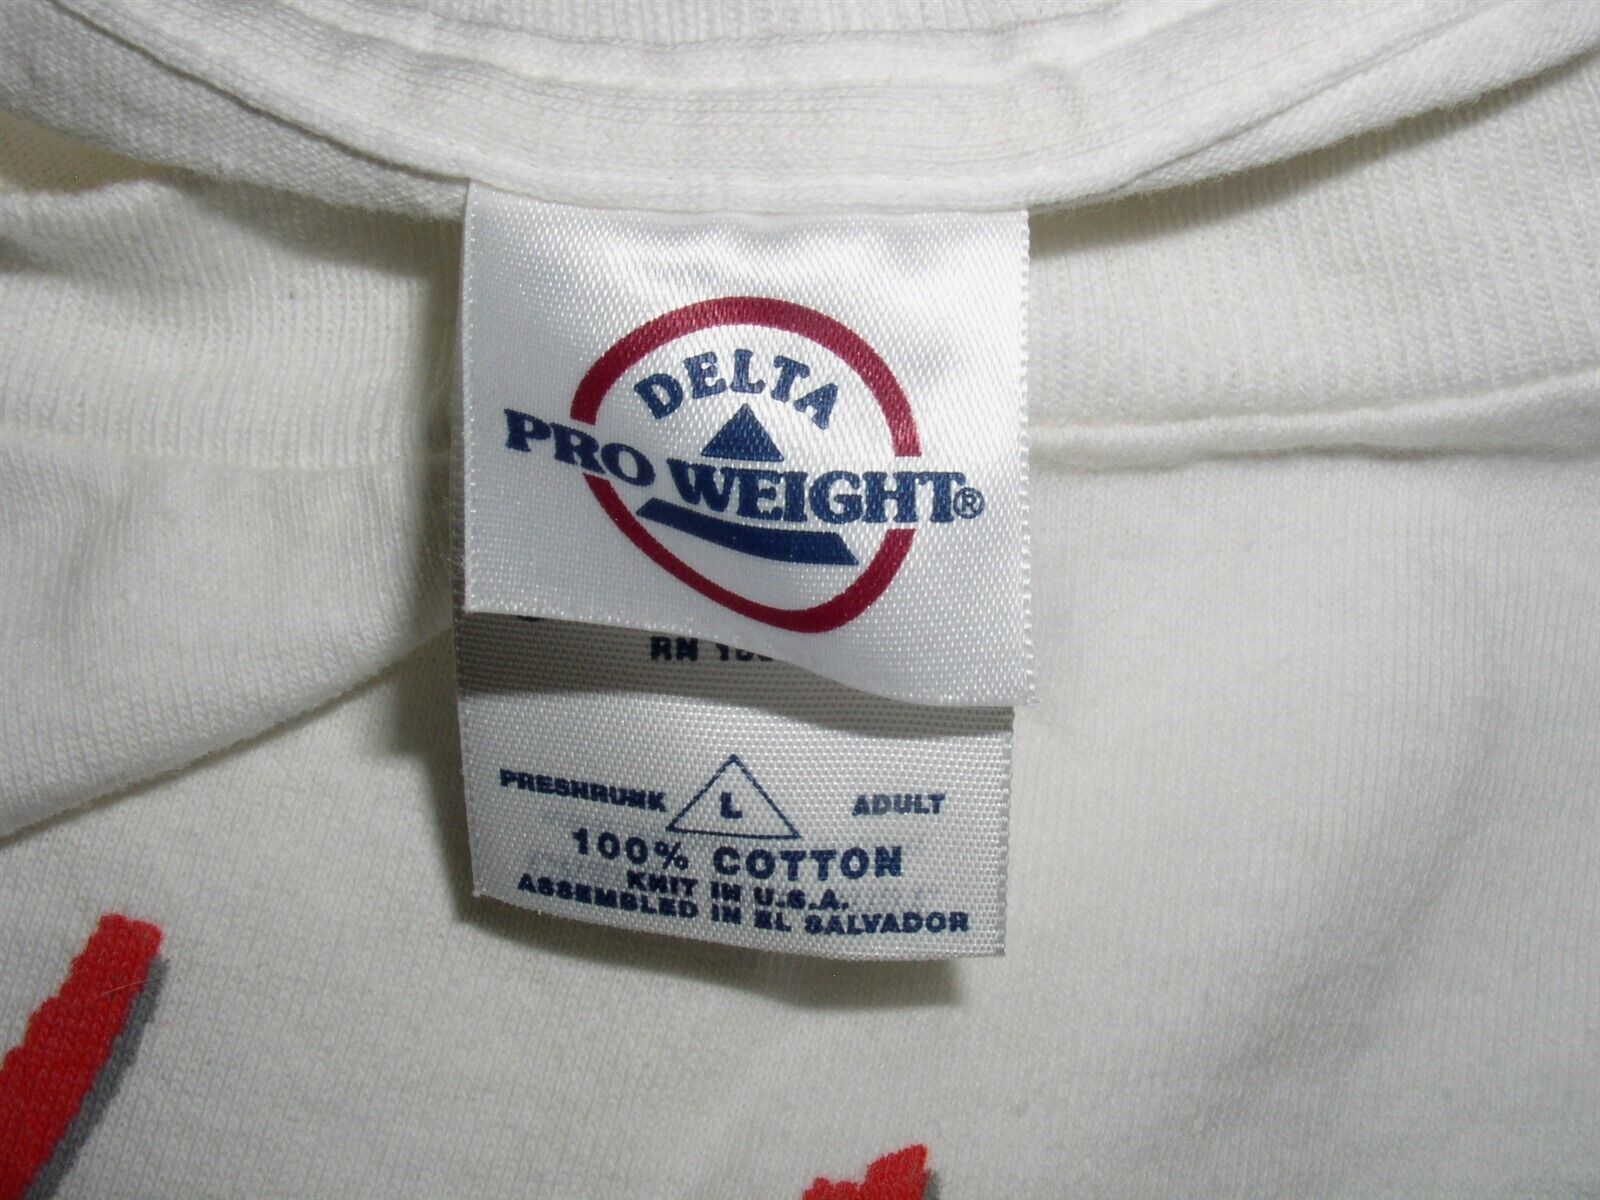 DELTA
PRO WEIGHT®
RN
PRESHRUNK L ADULT
100% COTTON
KNIT IN U.S.A.
ASSEMBLED IN EL SALVADOR